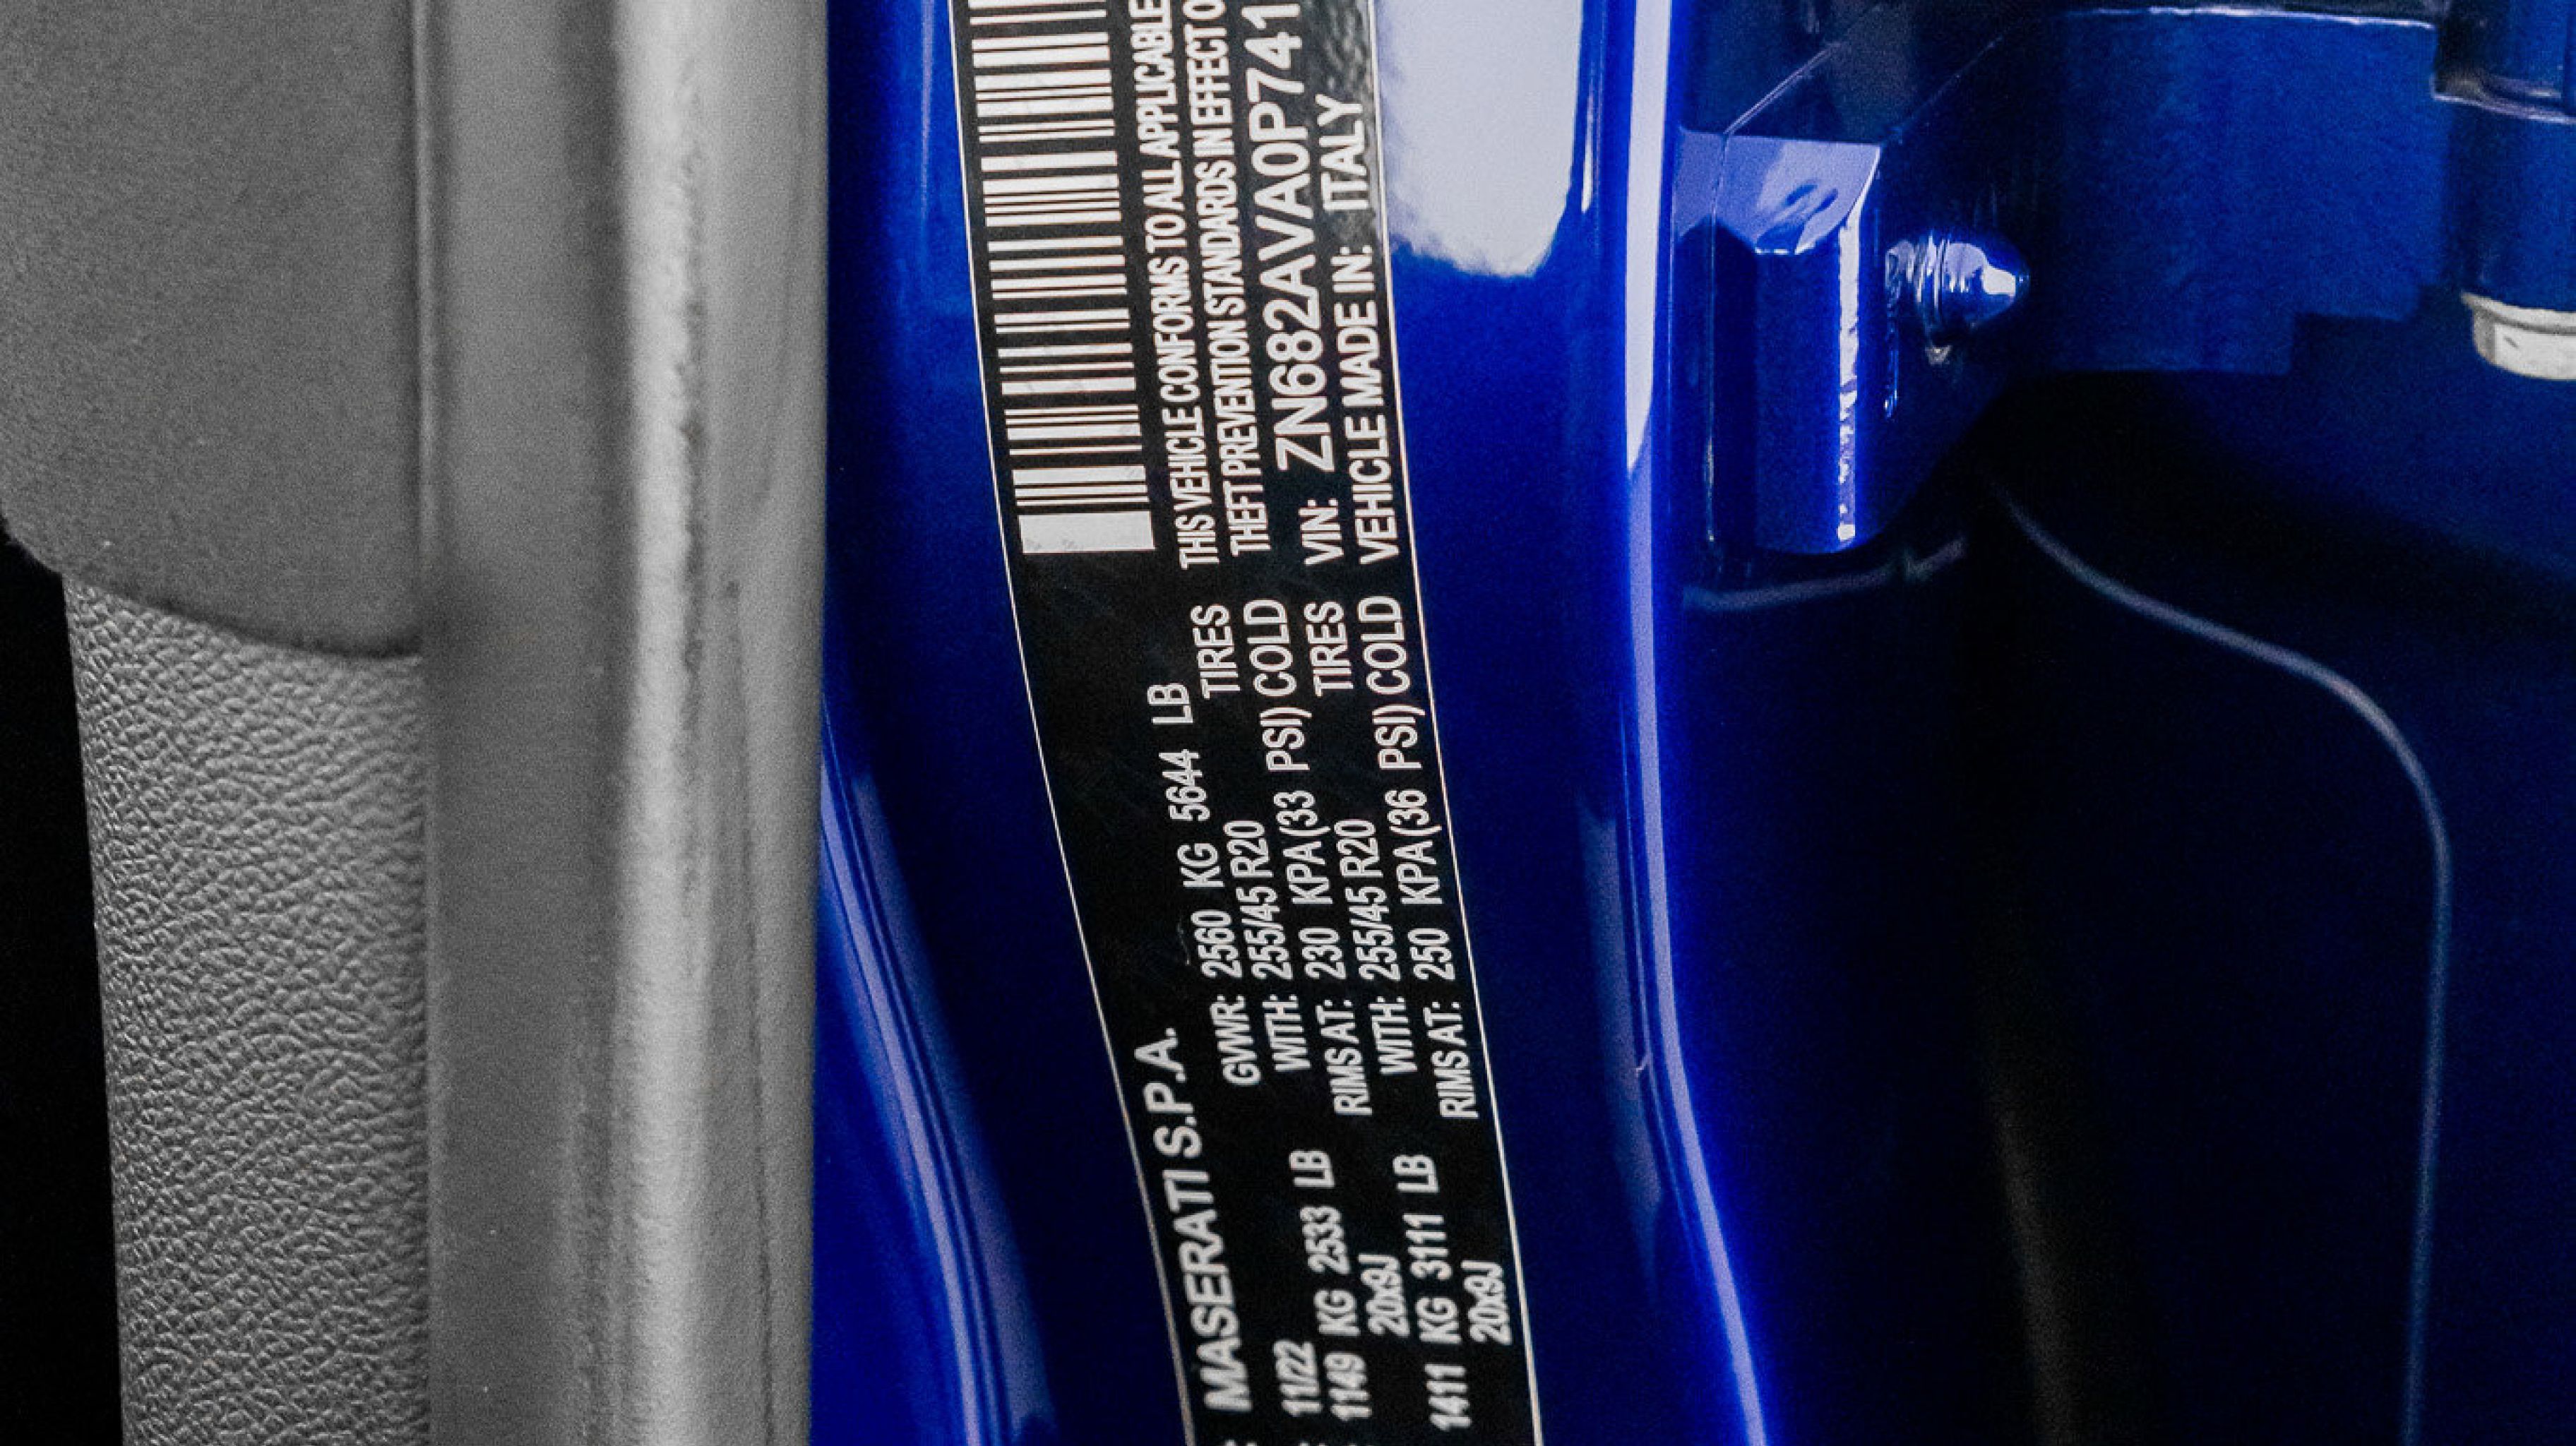 MASERATI S.P.A.
11/22 GVWR: 2560 KG 5644 LB
1149 KG 2533 LB WITH: 255/45 R20 TIRES
20x9J RIMS AT: 230 KPA(33 PSI) COLD
1411 KG 3111 LB WITH: 255/45 R20 TIRES
20x9J RIMS AT: 250 KPA(36 PSI) COLD
THIS VEHICLE CONFORMS TO ALL APPLICABLE
THEFT PREVENTION STANDARDS IN EFFECT
VIN: ZN682AVA0P741
VEHICLE MADE IN: ITALY